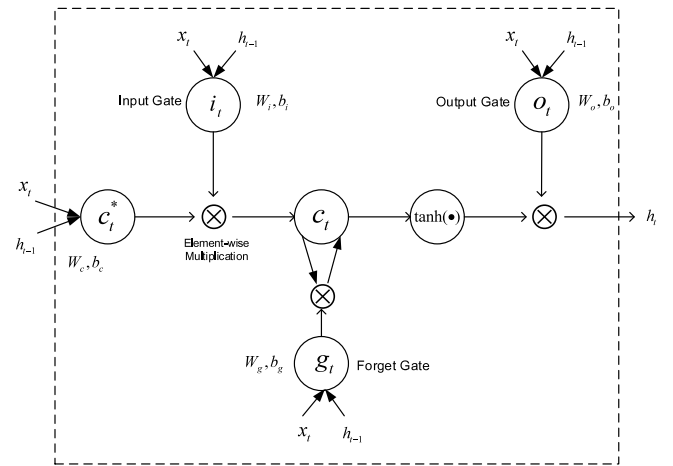 x_t h_{t-1}
x_t h_{t-1}
Input Gate i_t W_i, b_i
Output Gate o_t W_o, b_o
x_t
c_t^* c_t tanh(•) h_t
h_{t-1}
Element-wise
Multiplication
W_c, b_c
W_g, b_g g_t Forget Gate
x_t h_{t-1}